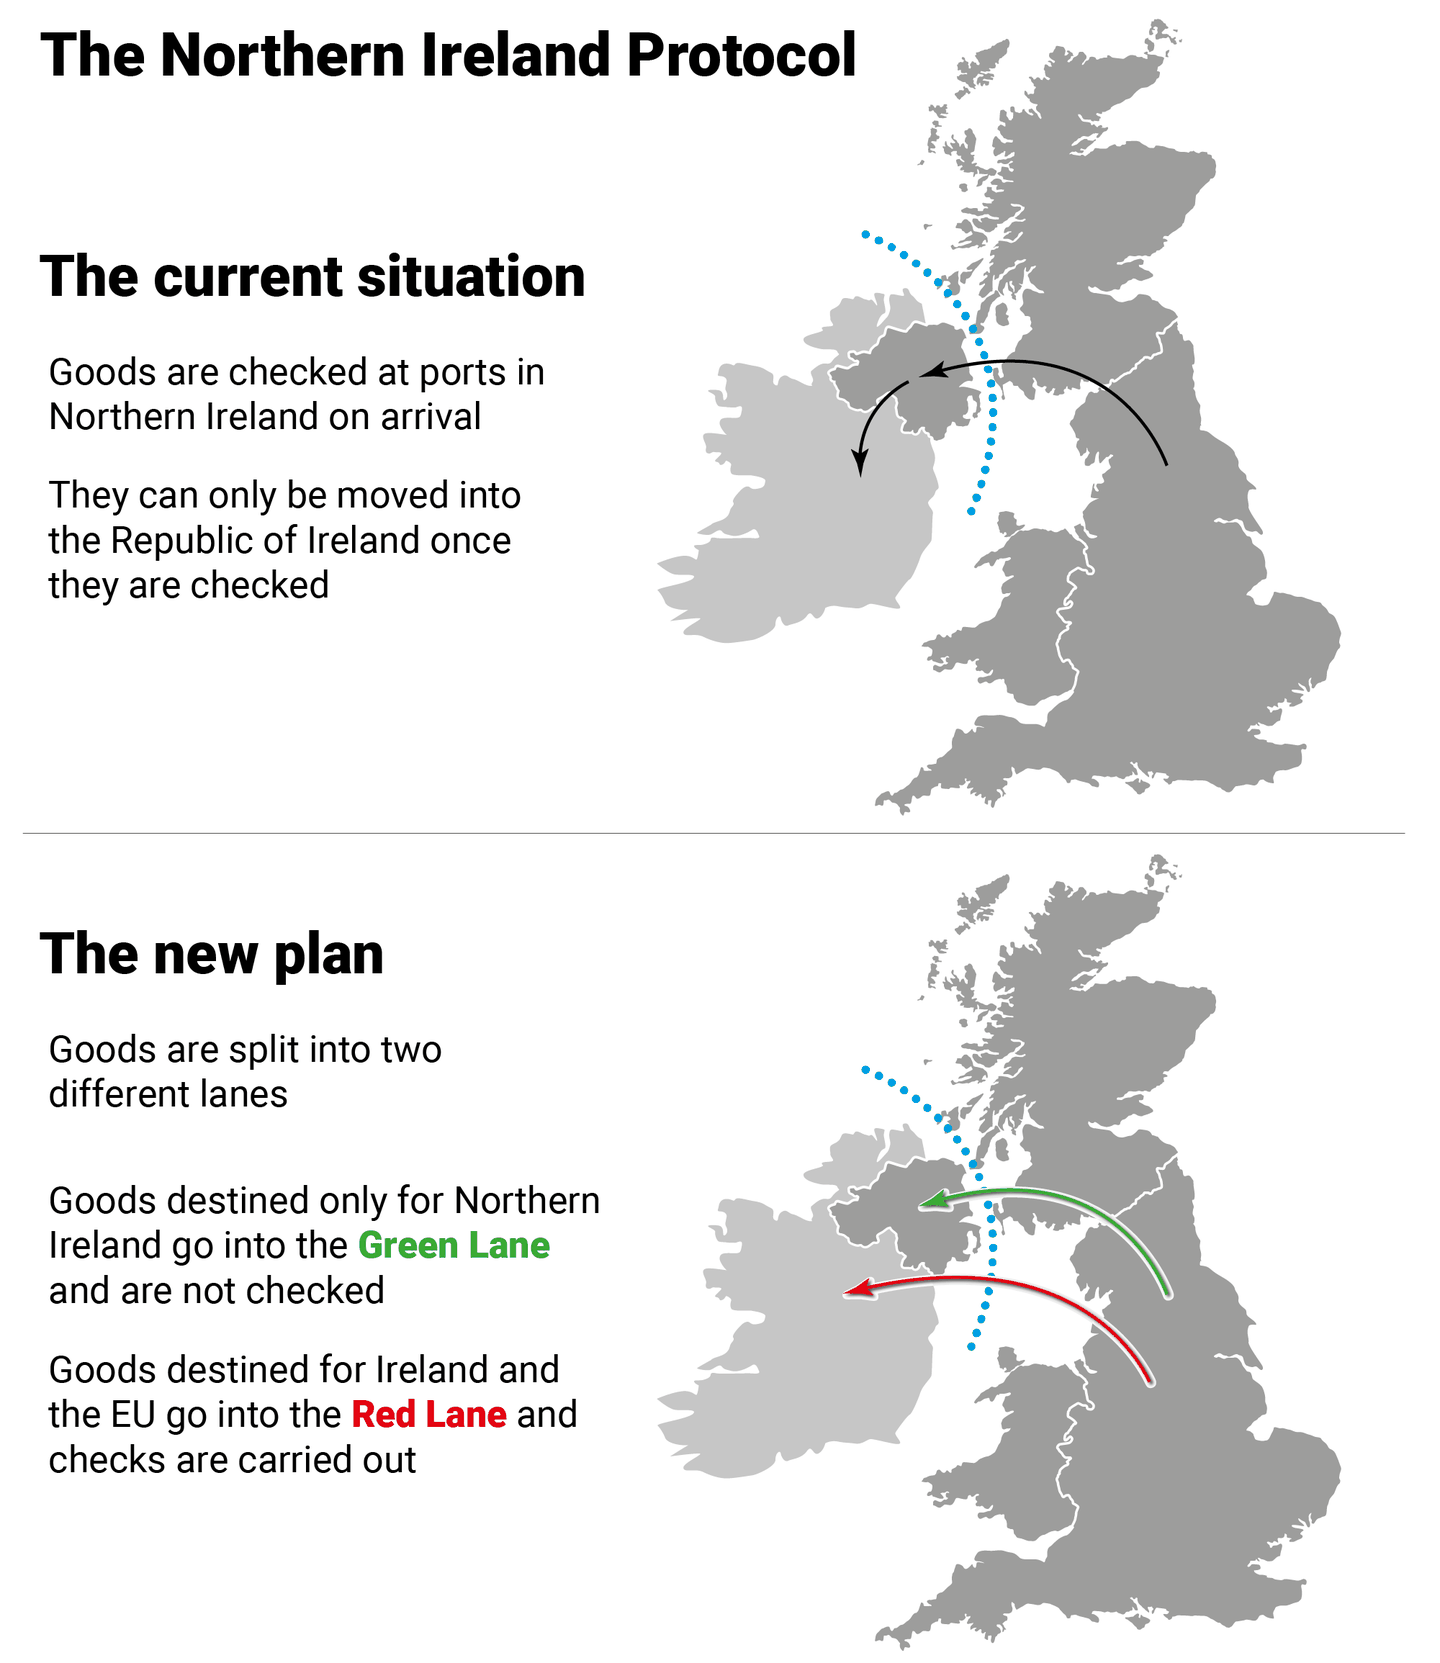 The Northern Ireland Protocol
The current situation
Goods are checked at ports in
Northern Ireland on arrival
They can only be moved into
the Republic of Ireland once
they are checked
The new plan
Goods are split into two
different lanes
Goods destined only for Northern
Ireland go into the Green Lane
and are not checked
Goods destined for Ireland and
the EU go into the Red Lane and
checks are carried out